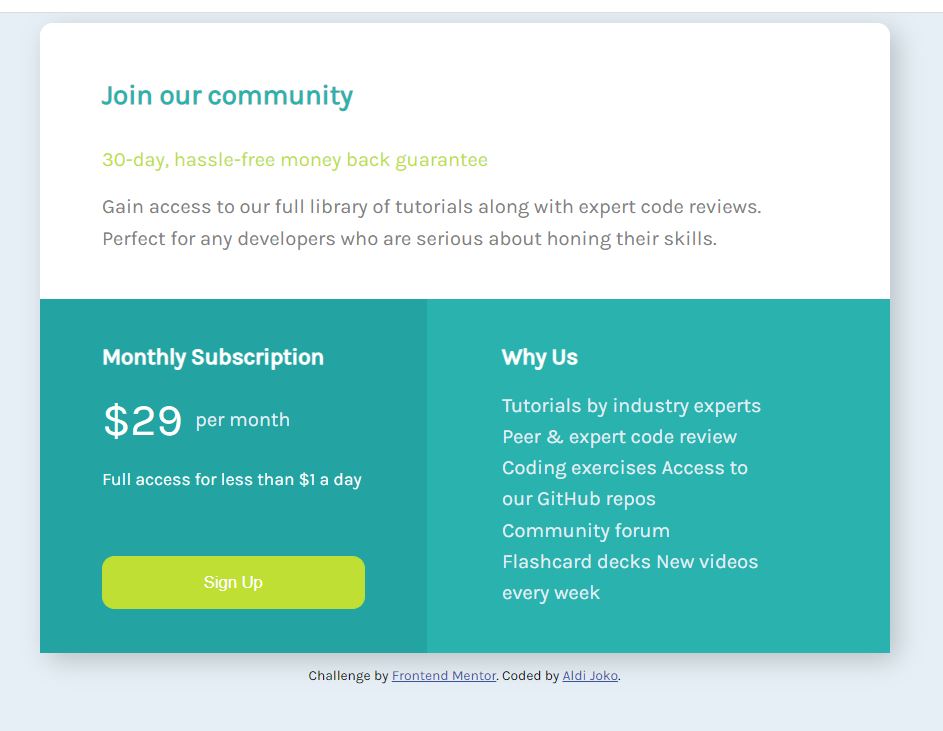 Join our community
30-day, hassle-free money back guarantee
Gain access to our full library of tutorials along with expert code reviews.
Perfect for any developers who are serious about honing their skills.
Monthly Subscription
$29 per month
Full access for less than $1 a day
Sign Up
Why Us
Tutorials by industry experts
Peer & expert code review
Coding exercises Access to
our GitHub repos
Community forum
Flashcard decks New videos
every week
Challenge by Frontend Mentor. Coded by Aldi Joko.